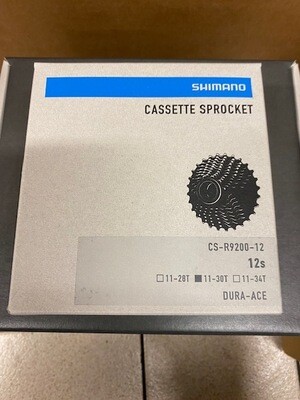 SHIMANO
CASSETTE SPROCKET
CS-R9200-12
12s
□11-28T ■11-30T □11-34T
DURA-ACE